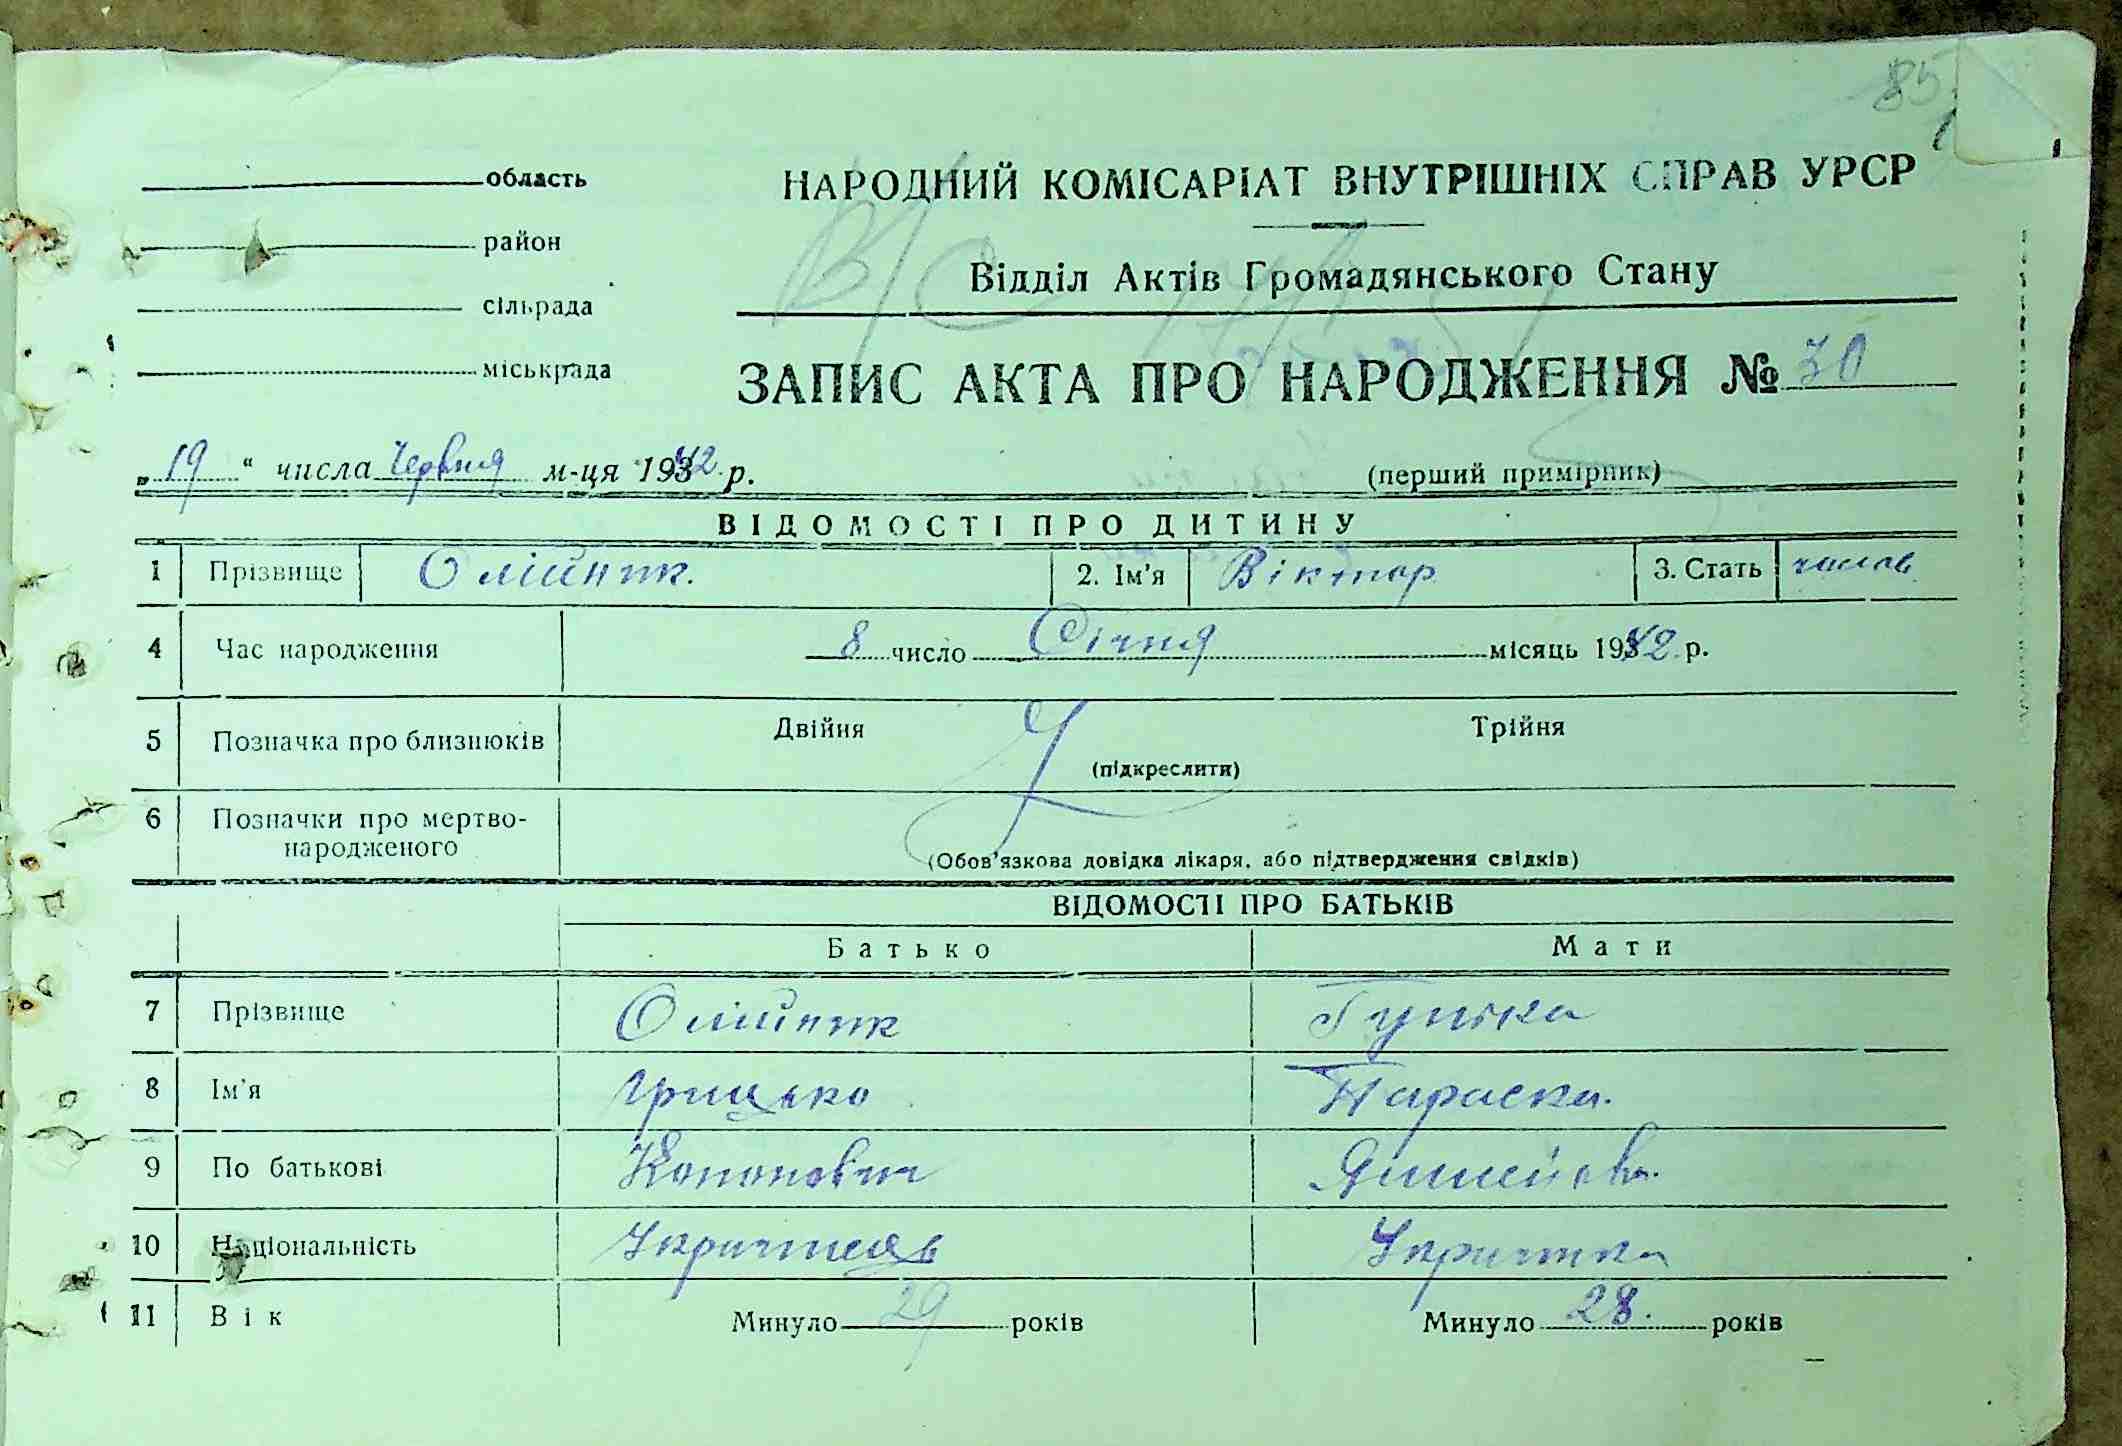 85
область
НАРОДНИЙ КОМІСАРІАТ ВНУТРІШНІХ СПРАВ УРСР
район
Відділ Актів Громадянського Стану
сільрада
міськрада
ЗАПИС АКТА ПРО НАРОДЖЕННЯ № 30
„19“ числа Червня м-ця 1942 р.
(перший примірник)
ВІДОМОСТІ ПРО ДИТИНУ
1 Прізвище Олійник. 2. Ім'я Віктор 3. Стать
4 Час народження 8 число Січня місяць 1942 р.
5 Позначка про близнюків Двійня Трійня
(підкреслити)
6 Позначки про мертво-
народженого
(Обов'язкова довідка лікаря, або підтвердження свідків)
ВІДОМОСТІ ПРО БАТЬКІВ
Батько Мати
7 Прізвище Олійник
8 Ім'я Грицько Параска.
9 По батькові Кононович
10 Національність Українець Українка
11 Вік Минуло 29 років Минуло 28. років